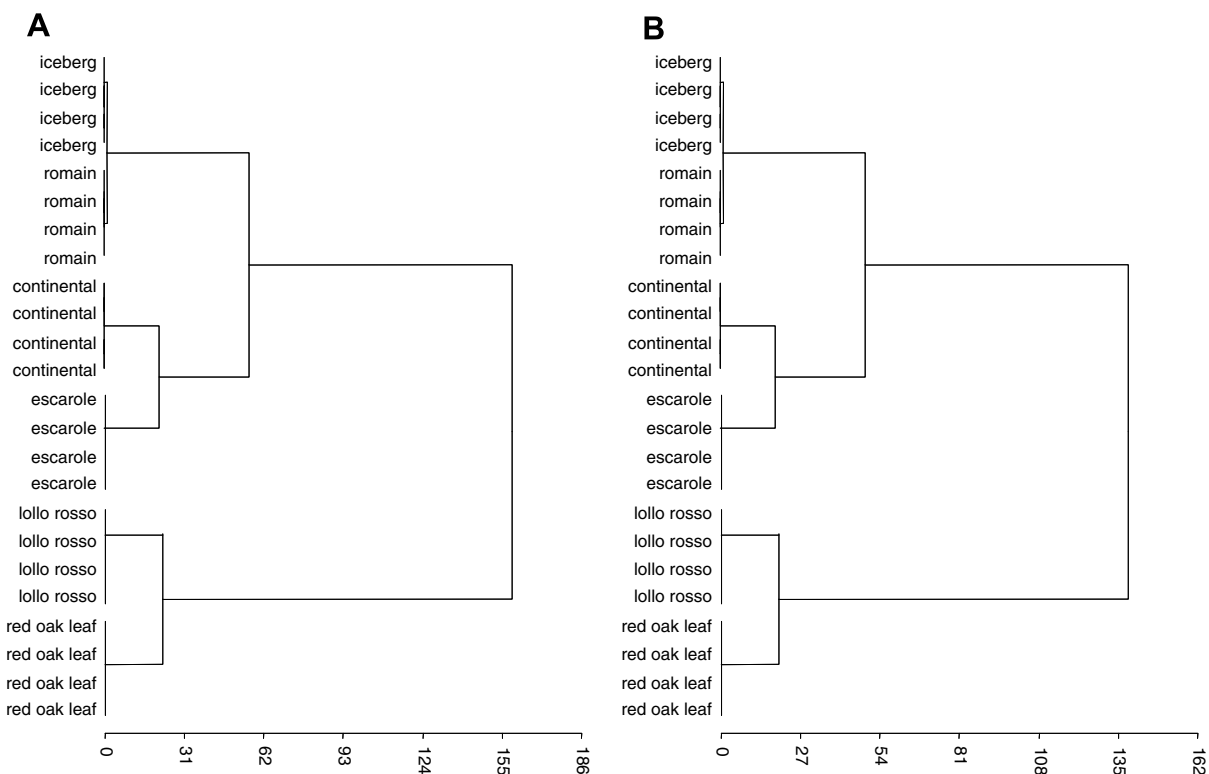 A
iceberg
iceberg
iceberg
iceberg
romain
romain
romain
romain
continental
continental
continental
continental
escarole
escarole
escarole
escarole
lollo rosso
lollo rosso
lollo rosso
lollo rosso
red oak leaf
red oak leaf
red oak leaf
red oak leaf
0 31 62 93 124 155 186
B
iceberg
iceberg
iceberg
iceberg
romain
romain
romain
romain
continental
continental
continental
continental
escarole
escarole
escarole
escarole
lollo rosso
lollo rosso
lollo rosso
lollo rosso
red oak leaf
red oak leaf
red oak leaf
red oak leaf
0 27 54 81 108 135 162